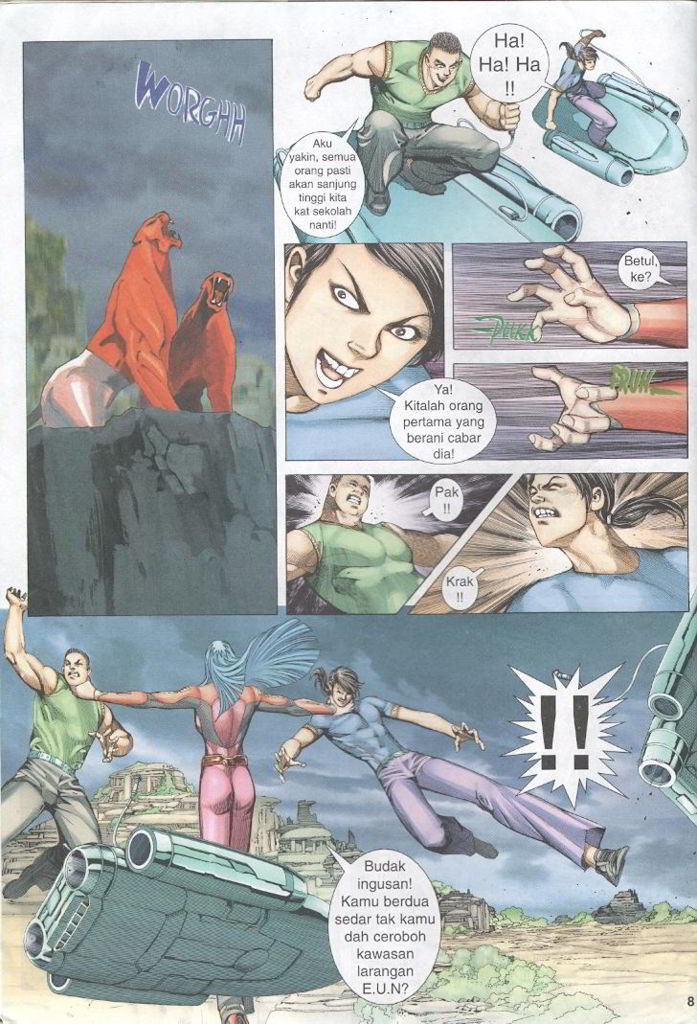 WORGHH
Ha!
Ha! Ha
!!
Aku
yakin, semua
orang pasti
akan sanjung
tinggi kita
kat sekolah
nanti!
Betul,
ke?
Ya!
Kitalah orang
pertama yang
berani cabar
dia!
Pak
!!
Krak
!!
!!
Budak
ingusan!
Kamu berdua
sedar tak kamu
dah ceroboh
kawasan
larangan
E.U.N?
8